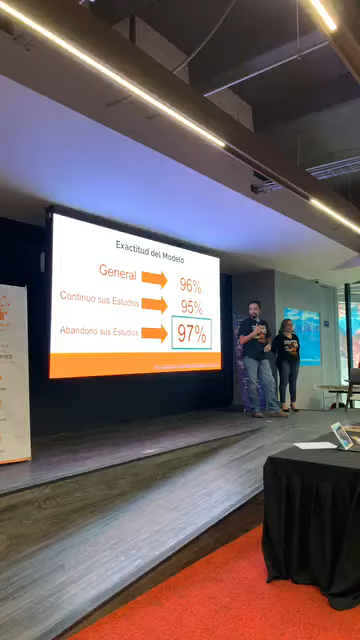 Exactitud del Modelo
General
96%
Continuo sus Estudios
95%
Abandono sus Estudios
97%